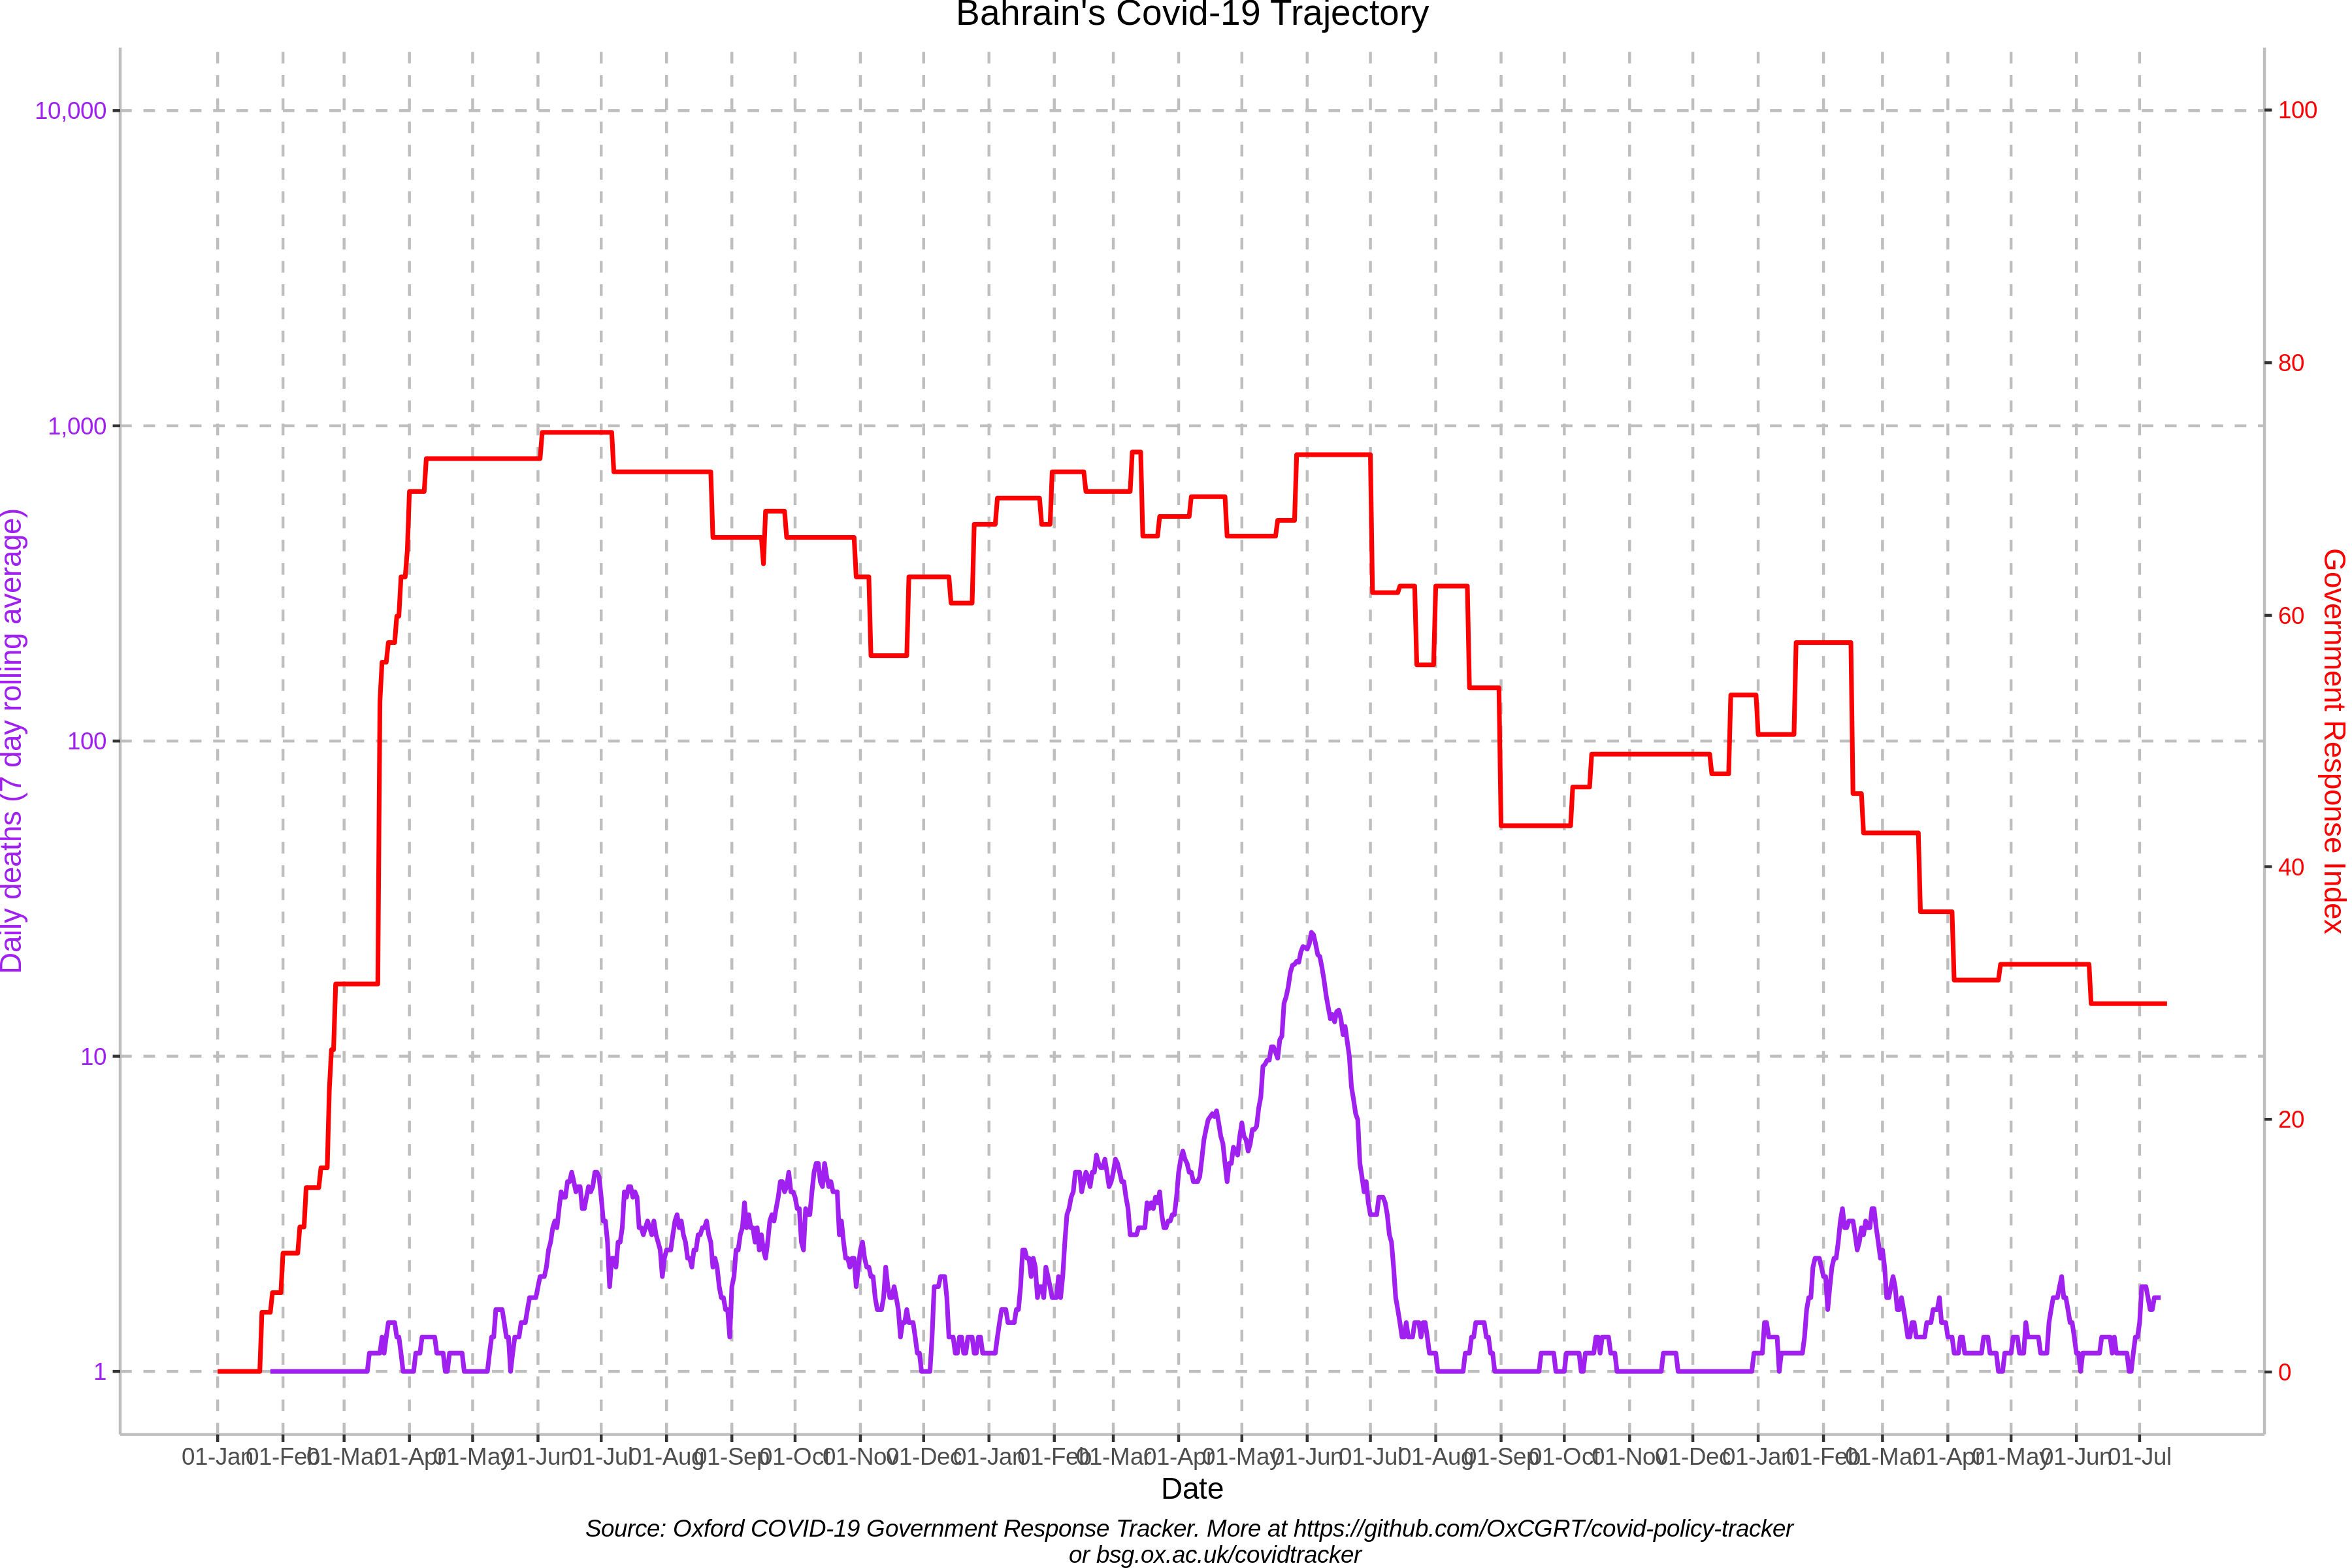 Bahrain's Covid-19 Trajectory
10,000
1,000
100
10
1
Daily deaths (7 day rolling average)
100
80
60
40
20
0
Government Response Index
01-Jan 01-Feb 01-Mar 01-Apr 01-May 01-Jun 01-Jul 01-Aug 01-Sep 01-Oct 01-Nov 01-Dec 01-Jan 01-Feb 01-Mar 01-Apr 01-May 01-Jun 01-Jul 01-Aug 01-Sep 01-Oct 01-Nov 01-Dec 01-Jan 01-Feb 01-Mar 01-Apr 01-May 01-Jun 01-Jul
Date
Source: Oxford COVID-19 Government Response Tracker. More at https://github.com/OxCGRT/covid-policy-tracker
or bsg.ox.ac.uk/covidtracker